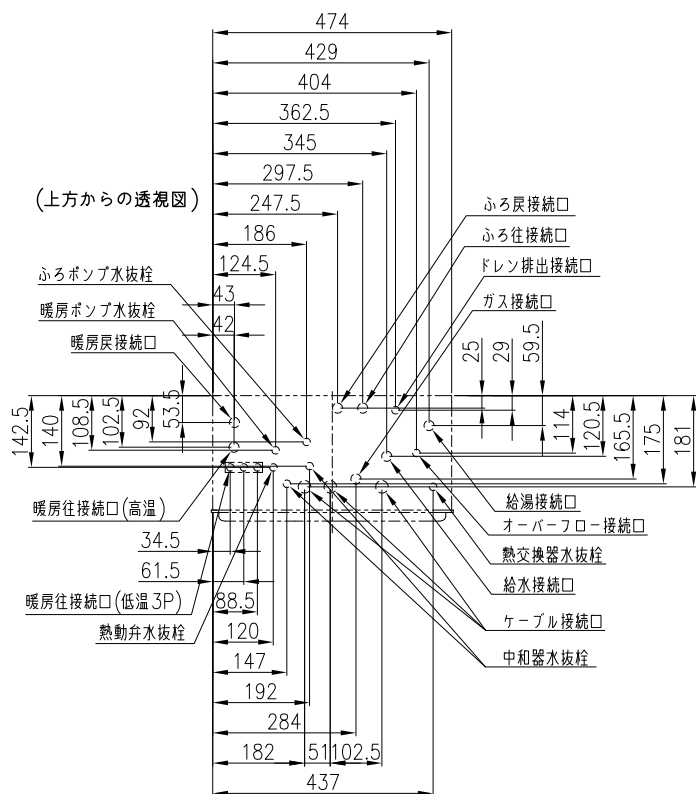 474
429
404
362.5
345
297.5
247.5
(上方からの透視図)
186
124.5
43
42
ふろポンプ水抜栓
暖房ポンプ水抜栓
暖房戻接続口
ふろ戻接続口
ふろ往接続口
ドレン排出接続口
ガス接続口
142.5
140
108.5
102.5
92
53.5
25
29
59.5
114
120.5
165.5
175
181
暖房往接続口(高温)
34.5
61.5
暖房往接続口(低温3P)
88.5
熱動弁水抜栓
120
147
192
284
182
51
102.5
437
給湯接続口
オーバーフロー接続口
熱交換器水抜栓
給水接続口
ケーブル接続口
中和器水抜栓